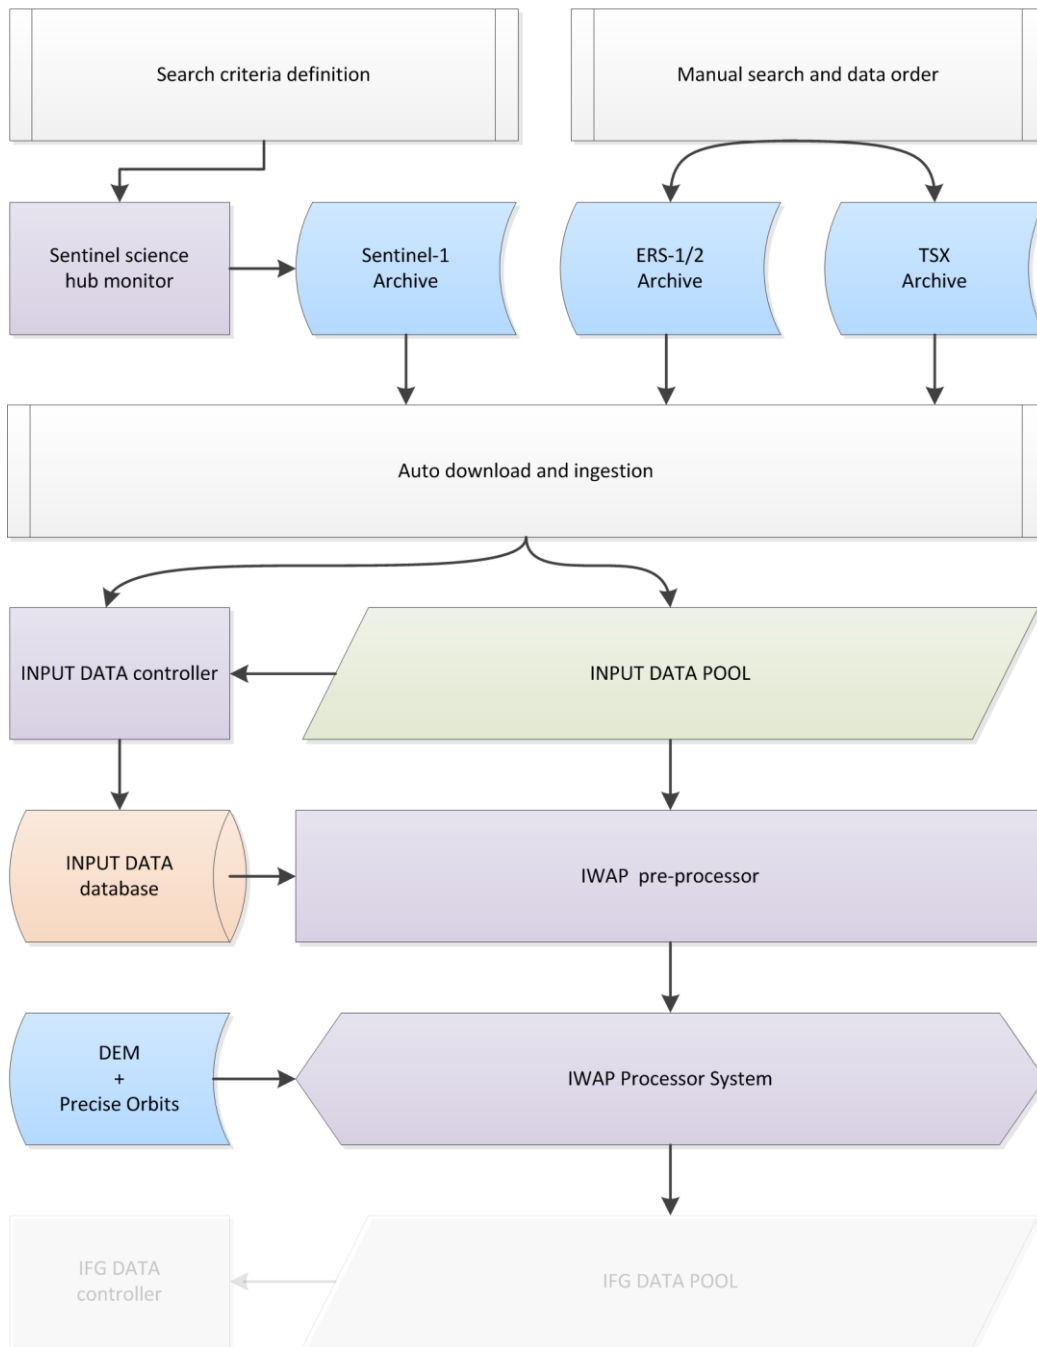 Search criteria definition
Manual search and data order
Sentinel science
hub monitor
Sentinel-1
Archive
ERS-1/2
Archive
TSX
Archive
Auto download and ingestion
INPUT DATA controller
INPUT DATA POOL
INPUT DATA
database
IWAP  pre-processor
DEM
+
Precise Orbits
IWAP Processor System
IFG DATA
controller
IFG DATA POOL